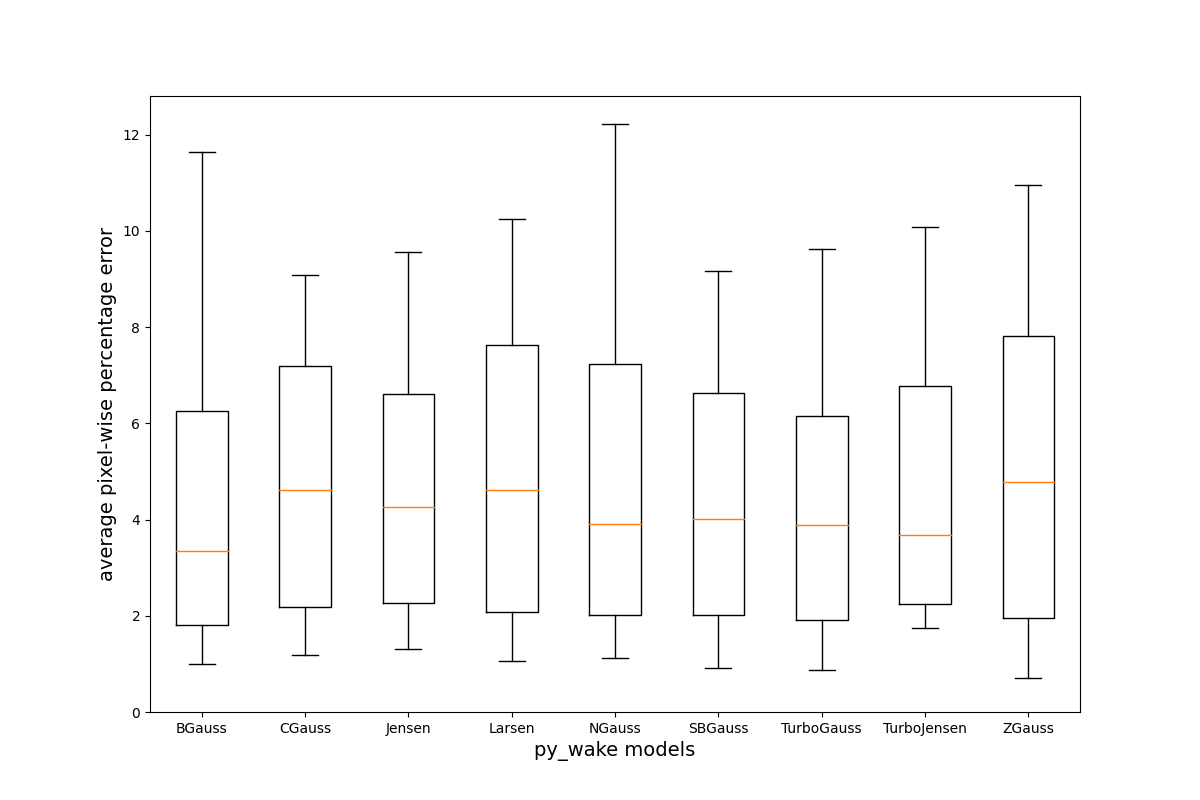 average pixel-wise percentage error
12
10
8
6
4
2
0
BGauss CGauss Jensen Larsen NGauss SBGauss TurboGauss TurboJensen ZGauss
py_wake models